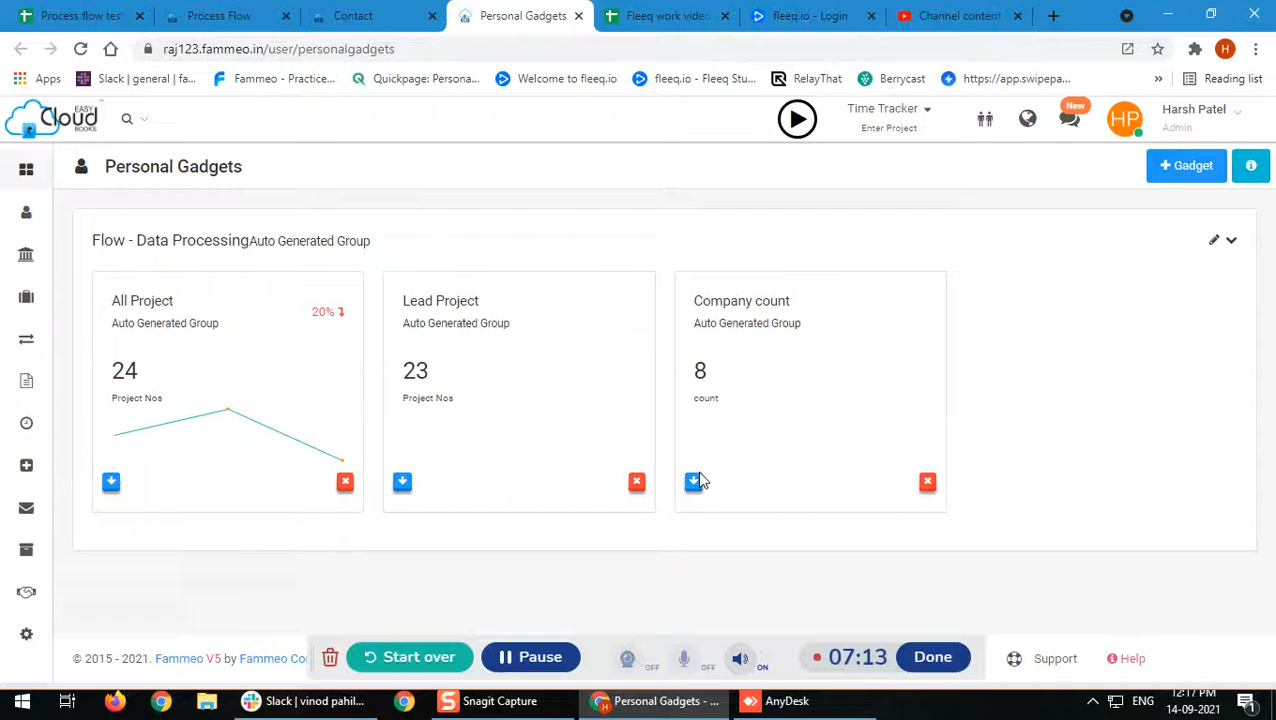 Process flow tes
Process Flow
Contact
Personal Gadgets
Fleeq work vide
fleeq.io - Login
Channel content
raj123.fammeo.in/user/personalgadgets
H
Apps
Slack | general | fa...
Fammeo - Practice...
Quickpage: Persona...
Welcome to fleeq.io
fleeq.io - Fleeq Stu...
RelayThat
Berrycast
https://app.swipepa...
»
Reading list
EASY
Cloud
BOOKS
Time Tracker
Enter Project
New
HP
Harsh Patel
Admin
Personal Gadgets
+ Gadget
Flow - Data ProcessingAuto Generated Group
All Project
Auto Generated Group
20%
24
Project Nos
Lead Project
Auto Generated Group
23
Project Nos
Company count
Auto Generated Group
8
count
© 2015 - 2021. Fammeo V5 by Fammeo Co
Start over
Pause
OFF
OFF
ON
07:13
Done
Support
Help
Slack | vinod pahil...
Snagit Capture
Personal Gadgets - ...
AnyDesk
ENG
12:17 PM
14-09-2021
1